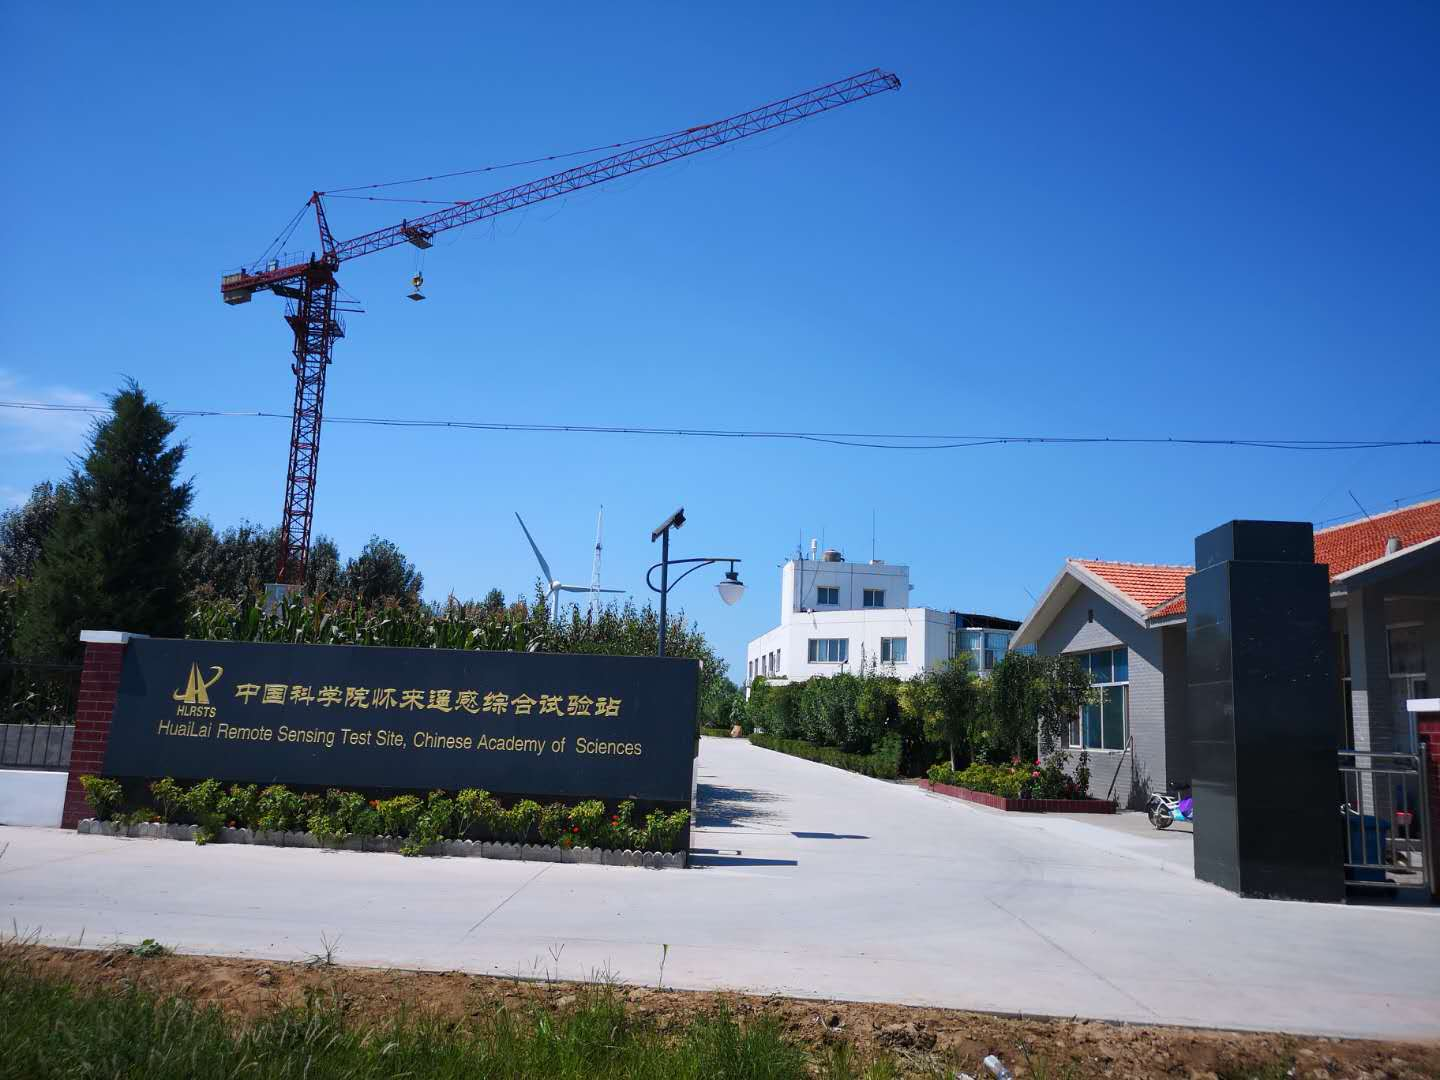 中国科学院怀来遥感综合试验站
HLRSTS
HuaiLai Remote Sensing Test Site, Chinese Academy of Sciences